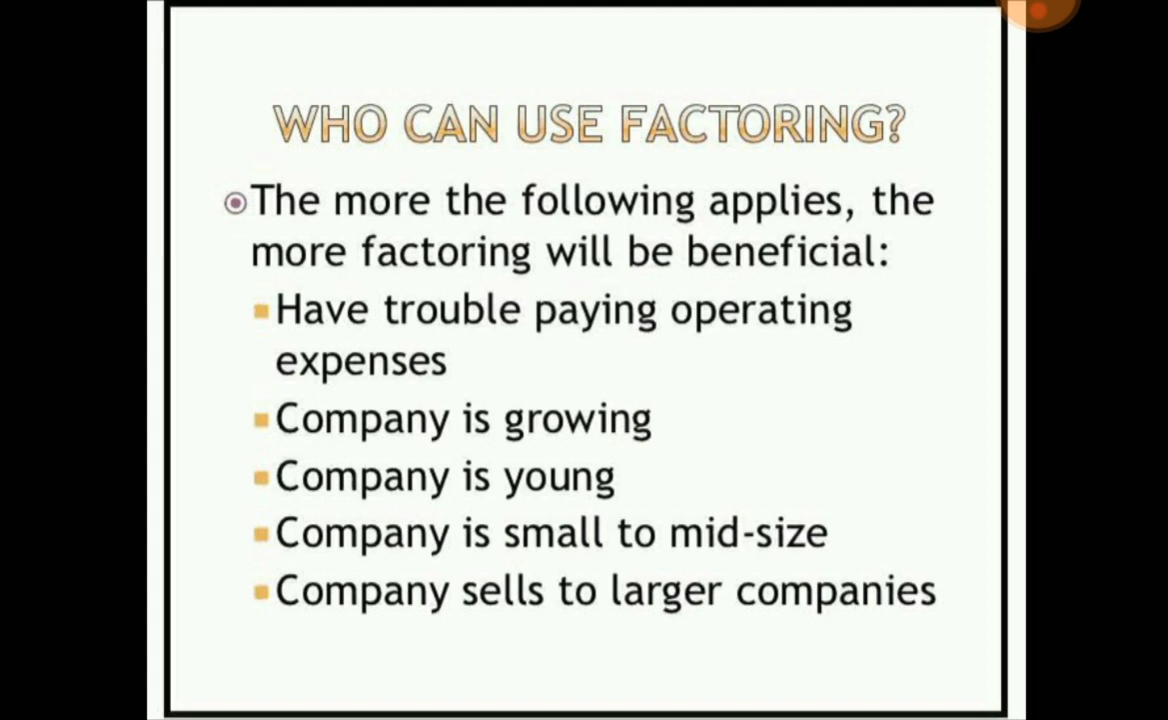 WHO CAN USE FACTORING?
The more the following applies, the
more factoring will be beneficial:
Have trouble paying operating
expenses
Company is growing
Company is young
Company is small to mid-size
Company sells to larger companies